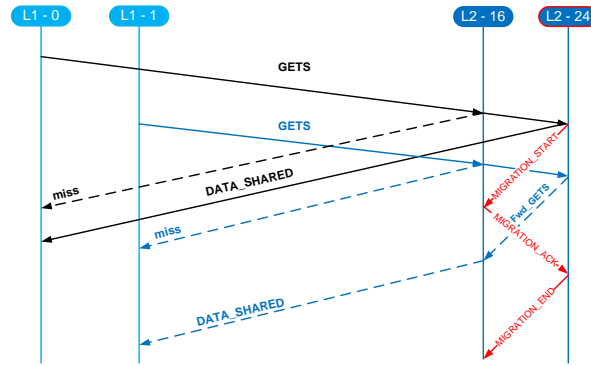 L1 - 0
L1 - 1
L2 - 16
L2 - 24
GETS
GETS
MIGRATION_START
miss
DATA_SHARED
Fwd_GETS
miss
MIGRATION_ACK
DATA_SHARED
MIGRATION_END